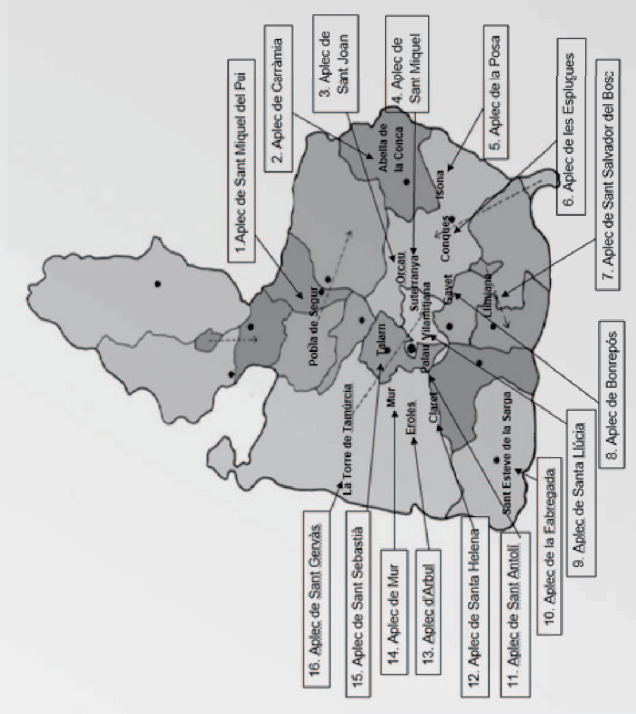 1.Aplec de Sant Miquel del Pui
2. Aplec de Carràmia
3. Aplec de
Sant Joan
4. Aplec de
Sant Miquel
5. Aplec de la Posa
6. Aplec de les Esplugues
7. Aplec de Sant Salvador del Bosc
8. Aplec de Bonrepós
9. Aplec de Santa Llúcia
10. Aplec de la Fabregada
11. Aplec de Sant Antolí
12. Aplec de Santa Helena
13. Aplec d'Arbul
14. Aplec de Mur
15. Aplec de Sant Sebastià
16. Aplec de Sant Gervàs
Abella de
la Conca
Isona
Conques
Orcau
Suterranya
Gavet
Llimiana
Pobla de Segur
Talarn
Vilamitjana
Palau
La Torre de Tamúrcia
Mur
Eroles
Claret
Sant Esteve de la Sarga